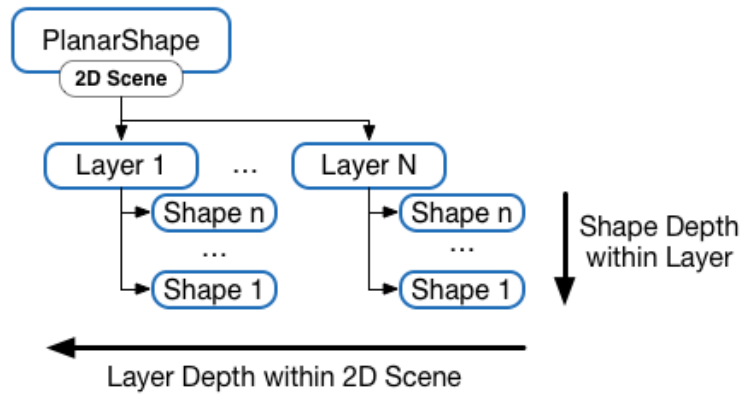 PlanarShape
2D Scene
Layer 1 ... Layer N
Shape n
...
Shape 1
Shape n
...
Shape 1
Shape Depth
within Layer
Layer Depth within 2D Scene